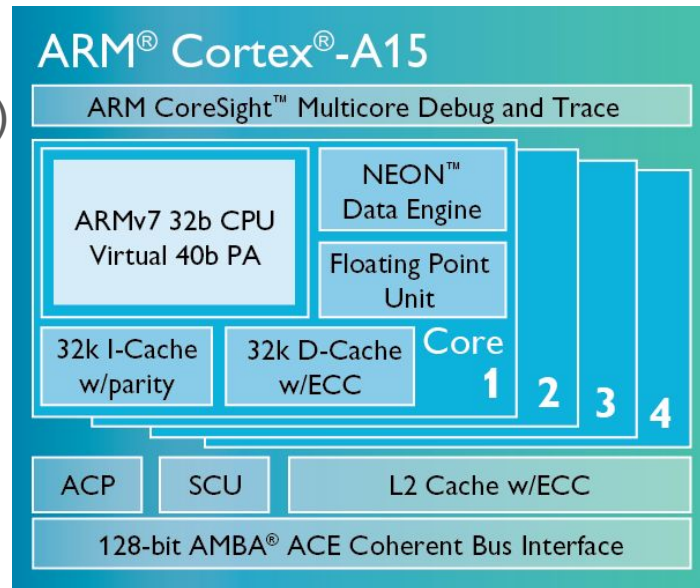 ARM® Cortex®-A15
)
ARM CoreSight™ Multicore Debug and Trace
ARMv7 32b CPU
Virtual 40b PA
NEON™
Data Engine
Floating Point
Unit
32k I-Cache
w/parity
32k D-Cache
w/ECC
Core
1
2
3
4
ACP
SCU
L2 Cache w/ECC
128-bit AMBA® ACE Coherent Bus Interface